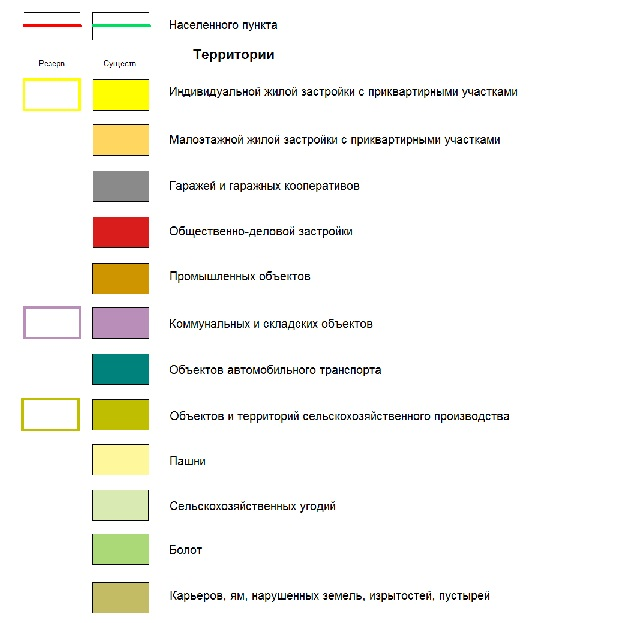 Населенного пункта
Территории
Резерв Существ
Индивидуальной жилой застройки с приквартирными участками
Малоэтажной жилой застройки с приквартирными участками
Гаражей и гаражных кооперативов
Общественно-деловой застройки
Промышленных объектов
Коммунальных и складских объектов
Объектов автомобильного транспорта
Объектов и территорий сельскохозяйственного производства
Пашни
Сельскохозяйственных угодий
Болот
Карьеров, ям, нарушенных земель, изрытостей, пустырей